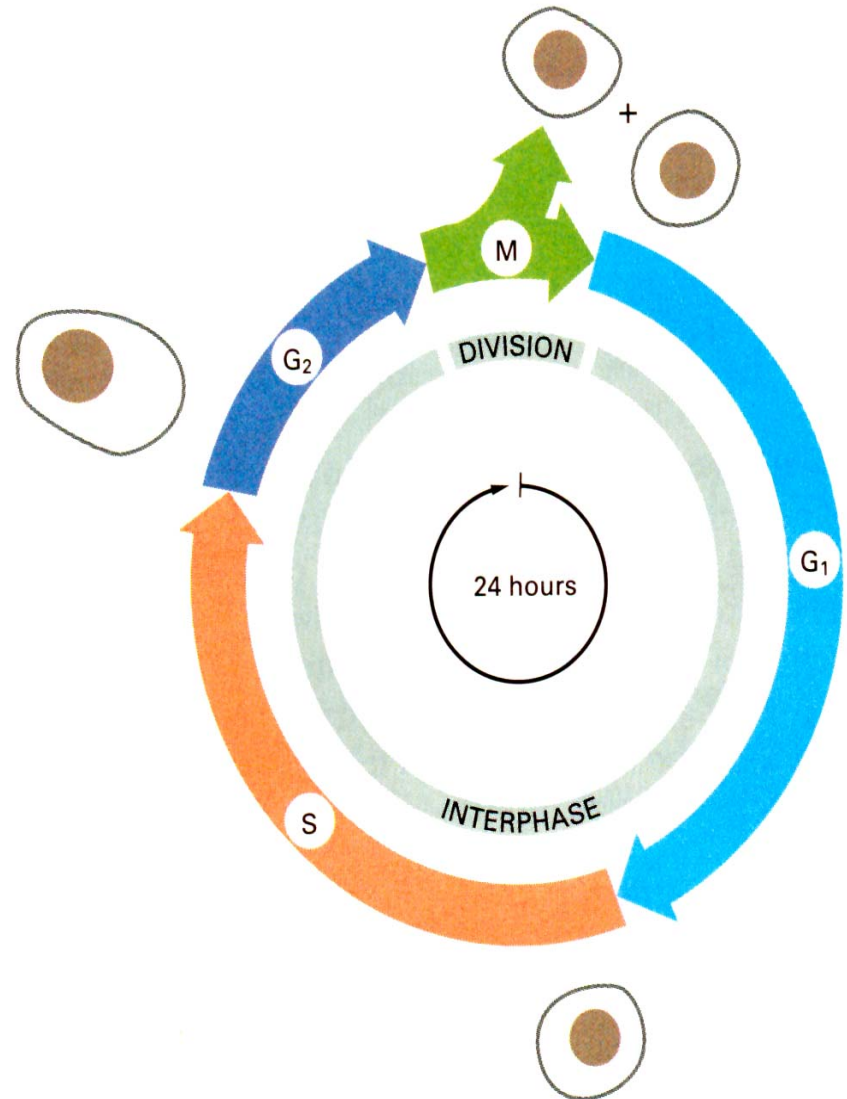 +
M
G₂
DIVISION
G₁
24 hours
S
INTERPHASE